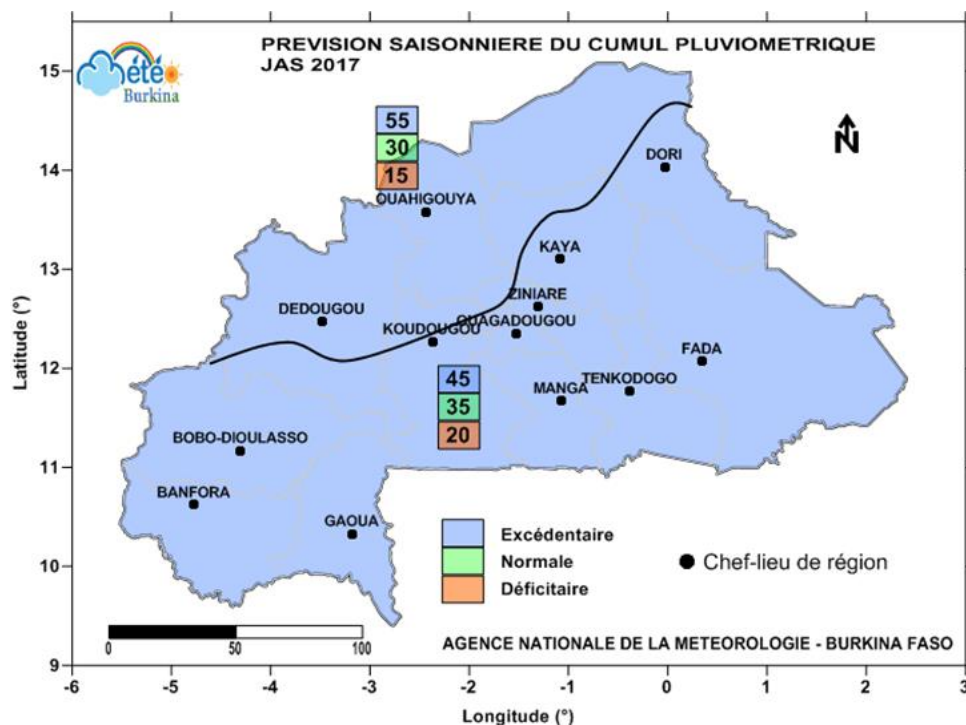 PREVISION SAISONNIERE DU CUMUL PLUVIOMETRIQUE
JAS 2017
Météo
Burkina
N
15
14
13
12
11
10
9
Latitude (°)
55
30
15
DORI
OUAHIGOUYA
KAYA
ZINIARE
DEDOUGOU
KOUDOUGOU
OUAGADOUGOU
FADA
TENKODOGO
MANGA
45
35
20
BOBO-DIOULASSO
BANFORA
GAOUA
Excédentaire
Normale
Déficitaire
Chef-lieu de région
0 50 100
AGENCE NATIONALE DE LA METEOROLOGIE - BURKINA FASO
-6 -5 -4 -3 -2 -1 0 1 2 3
Longitude (°)